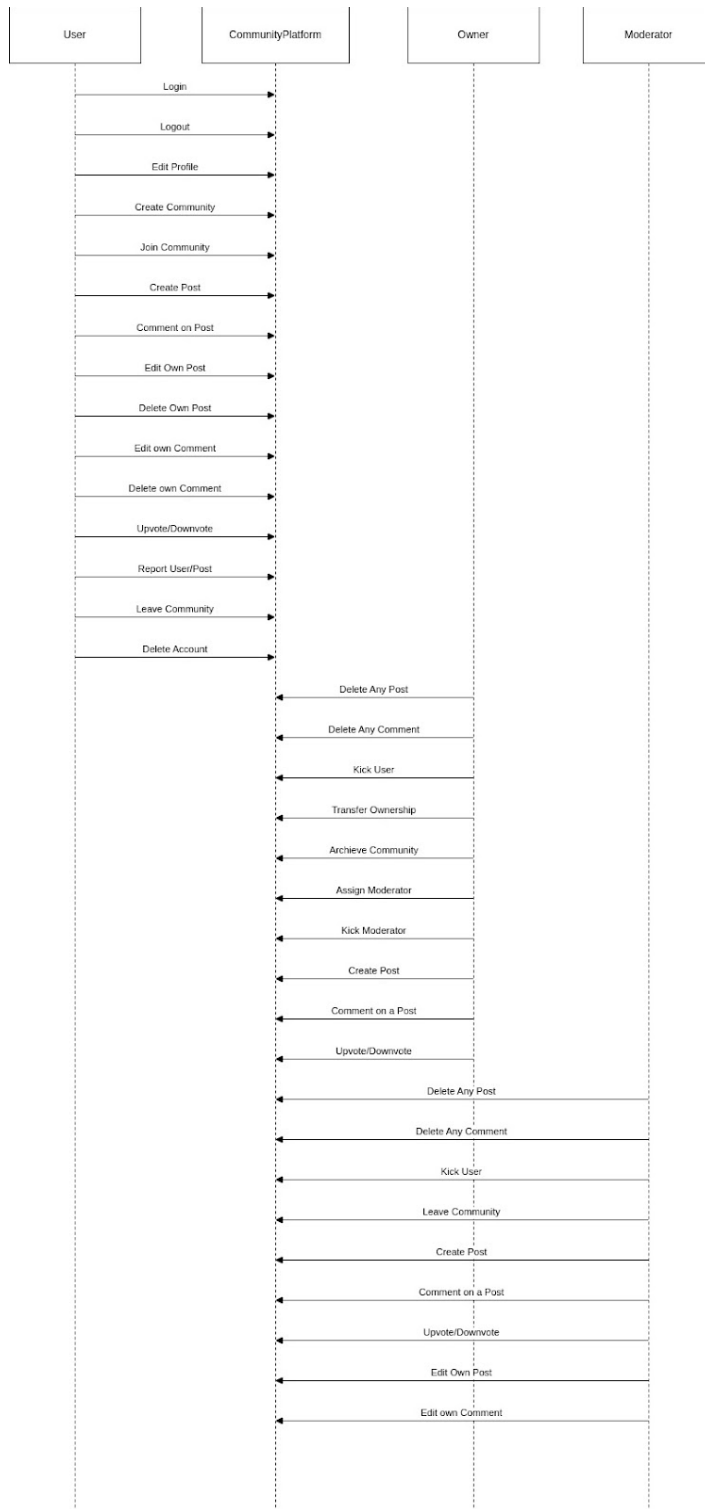 User
CommunityPlatform
Owner
Moderator
Login
Logout
Edit Profile
Create Community
Join Community
Create Post
Comment on Post
Edit Own Post
Delete Own Post
Edit own Comment
Delete own Comment
Upvote/Downvote
Report User/Post
Leave Community
Delete Account
Delete Any Post
Delete Any Comment
Kick User
Transfer Ownership
Archieve Community
Assign Moderator
Kick Moderator
Create Post
Comment on a Post
Upvote/Downvote
Delete Any Post
Delete Any Comment
Kick User
Leave Community
Create Post
Comment on a Post
Upvote/Downvote
Edit Own Post
Edit own Comment